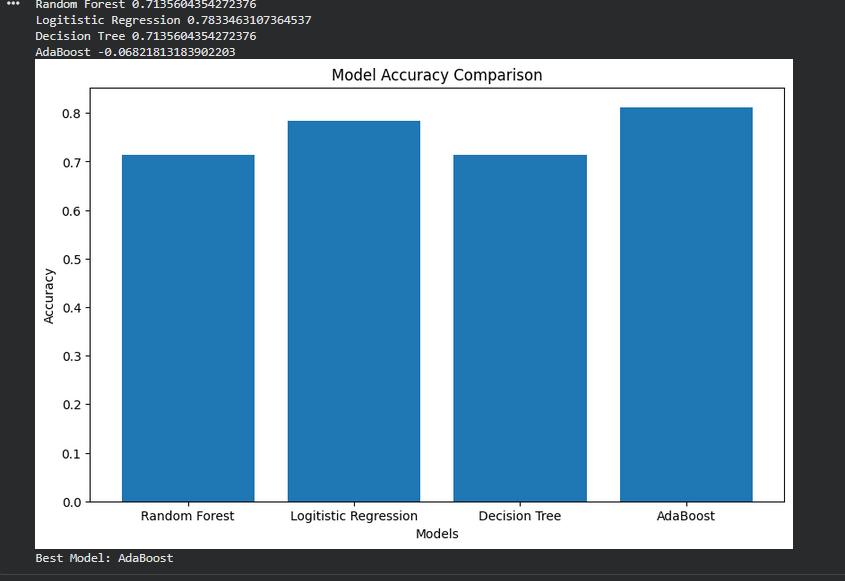 Random Forest 0.7135604354272376
Logitistic Regression 0.7833463107364537
Decision Tree 0.7135604354272376
AdaBoost -0.06821813183902203
Model Accuracy Comparison
0.8
0.7
0.6
0.5
0.4
0.3
0.2
0.1
0.0
Accuracy
Random Forest Logitistic Regression Decision Tree AdaBoost
Models
Best Model: AdaBoost